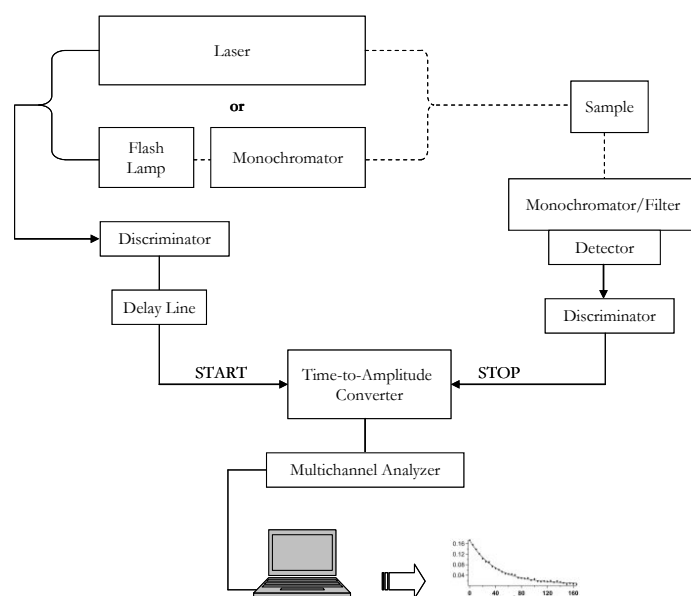 Laser
or
Sample
Flash
Lamp
Monochromator
Monochromator/Filter
Discriminator
Detector
Delay Line
Discriminator
START
Time-to-Amplitude
Converter
STOP
Multichannel Analyzer
0.16
0.12
0.08
0.04
0
40
80
120
160